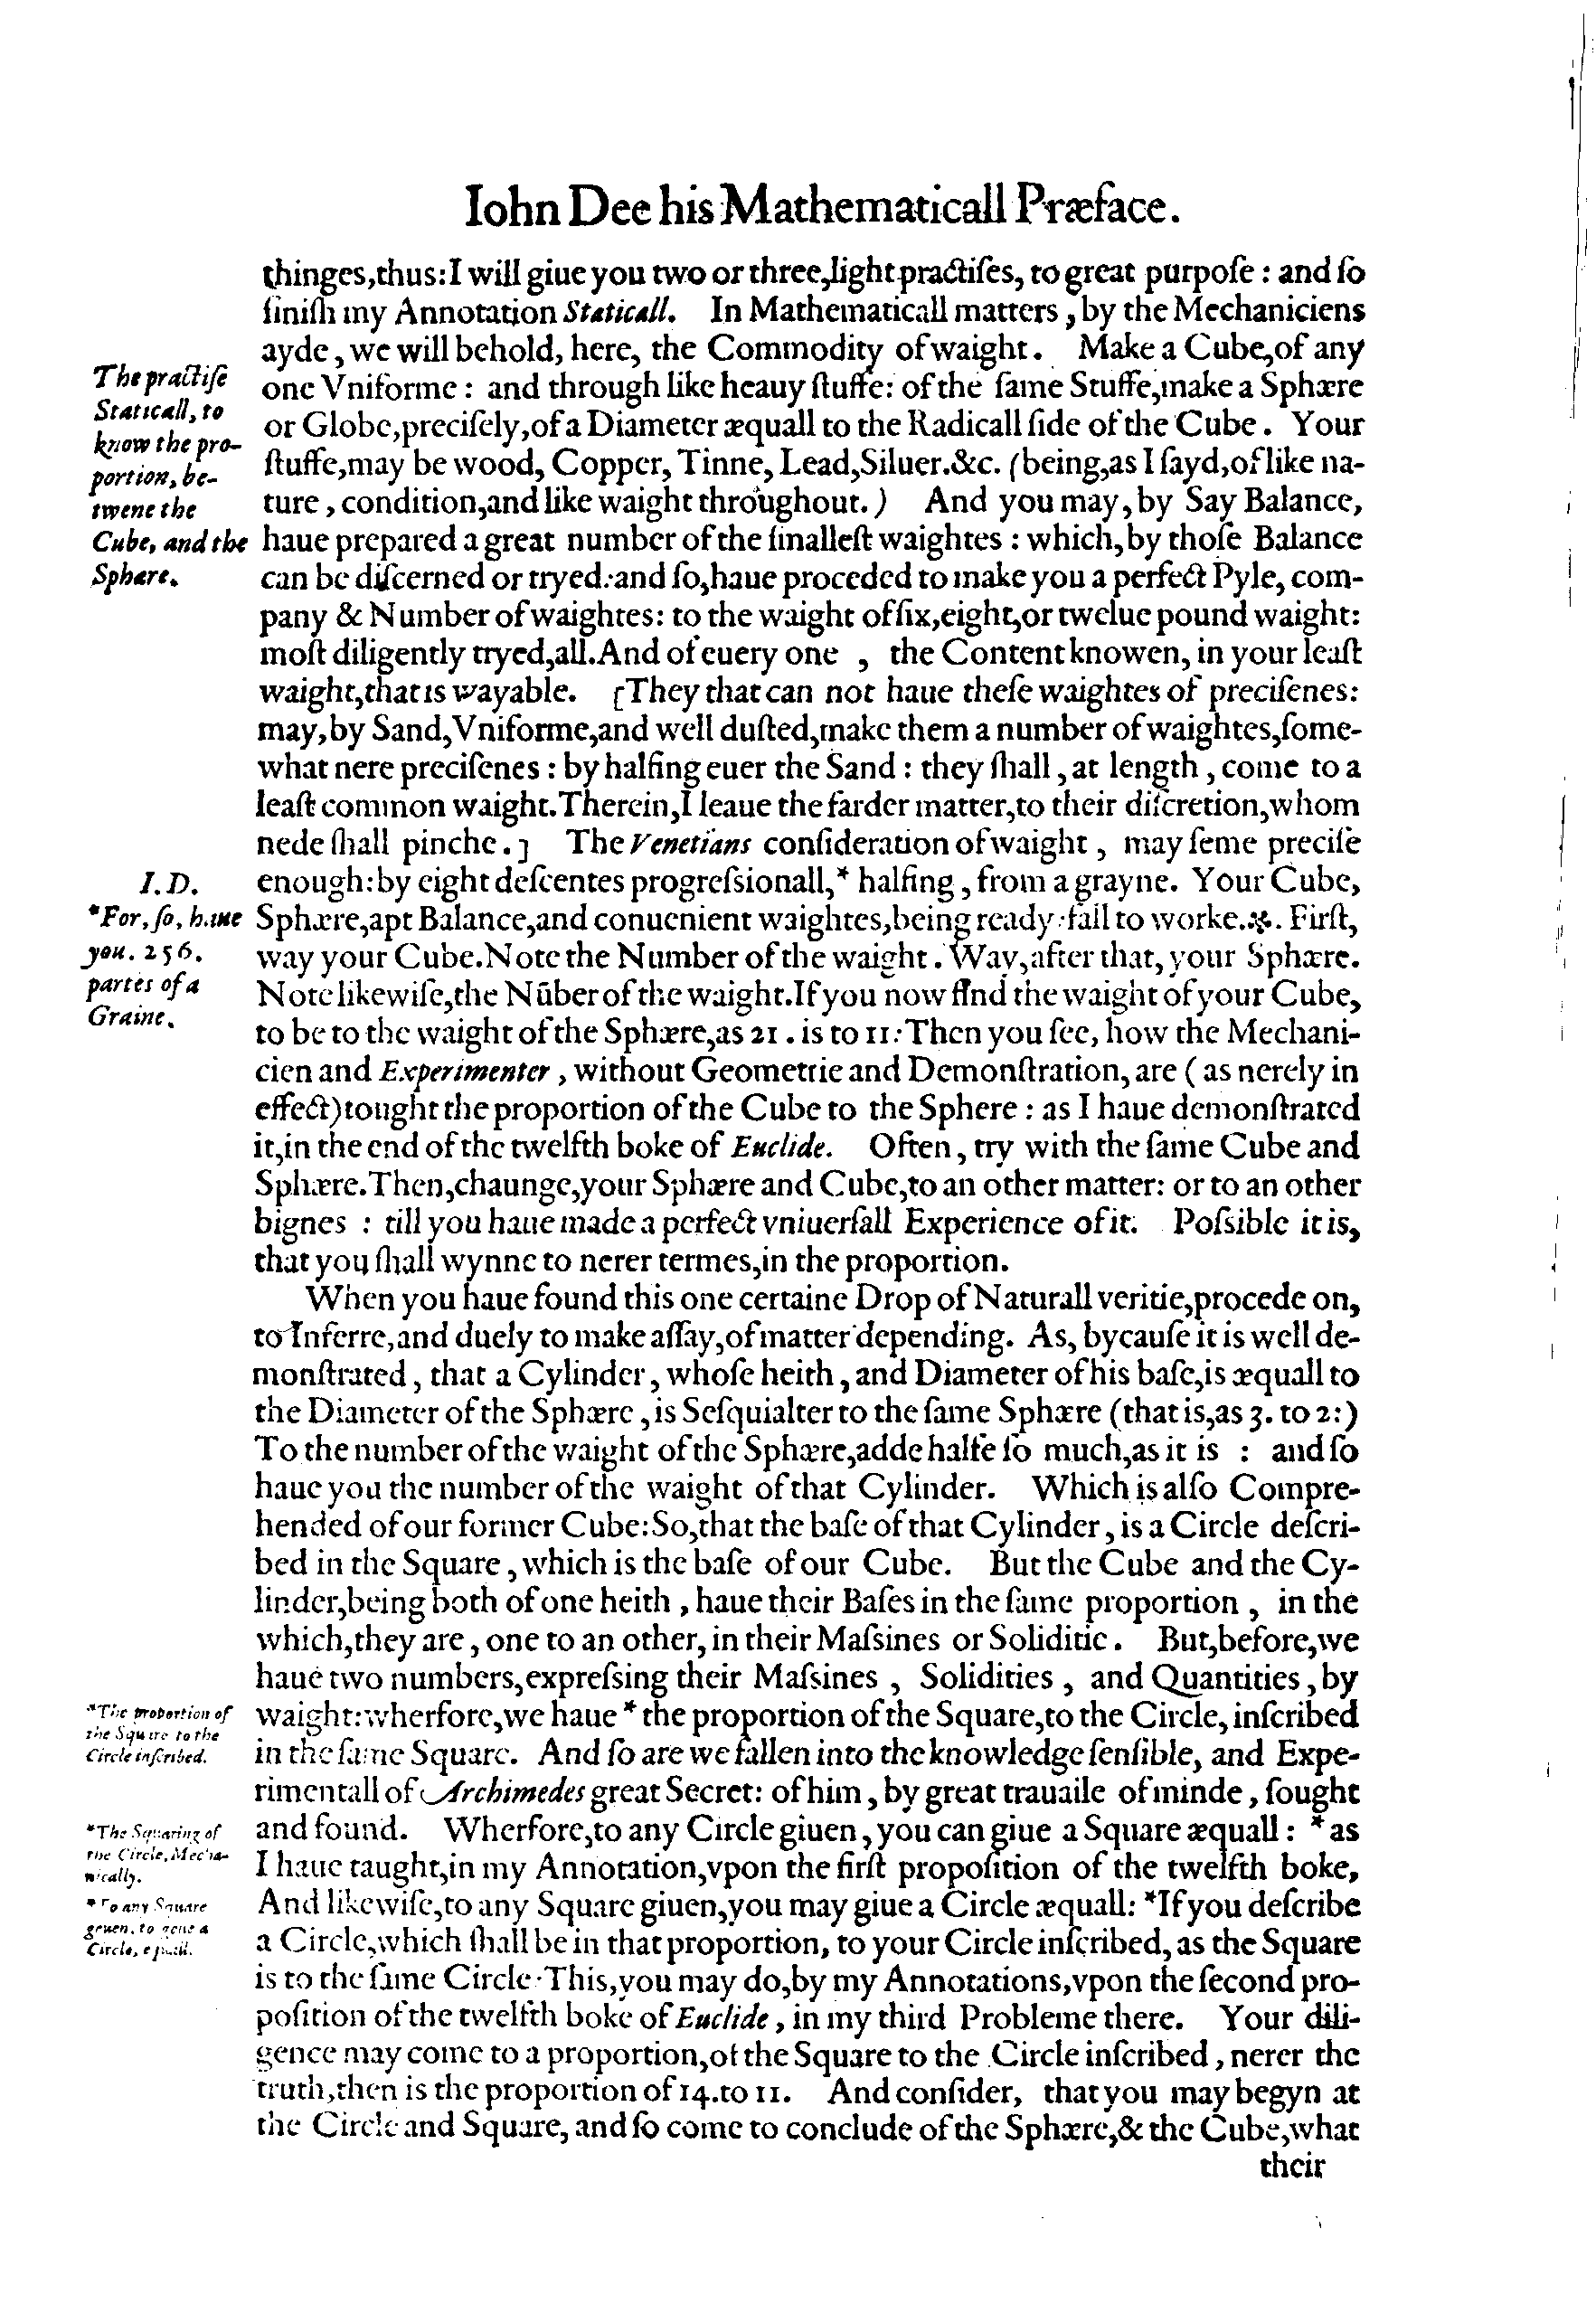 Iohn Dee his Mathematicall Præface.
thinges,thus:I will giue you two or three,light practiſes, to great purpoſe : and ſo
finiſh my Annotation Staticall. In Mathematicall matters , by the Mechaniciens
ayde , we will behold, here, the Commodity of waight . Make a Cube,of any
one Vniforme : and through like heauy ſtuffe: of the ſame Stuffe,make a Sphære
or Globe,preciſely,of a Diameter æquall to the Radicall ſide of the Cube . Your
ſtuffe,may be wood, Copper, Tinne, Lead,Siluer.&c. (being,as I ſayd,of like na-
ture , condition,and like waight throughout. ) And you may , by Say Balance,
haue prepared a great number of the ſmalleſt waightes : which,by thoſe Balance
can be diſcerned or tryed:and ſo,haue proceded to make you a perfect Pyle, com-
pany & Number of waightes: to the waight of ſix,eight,or twelue pound waight:
moſt diligently tryed,all.And of euery one , the Content knowen, in your leaſt
waight,that is wayable. [They that can not haue theſe waightes of preciſenes:
may,by Sand,Vniforme,and well duſted,make them a number of waightes,ſome-
what nere preciſenes : by halfing euer the Sand : they ſhall , at length , come to a
leaſt common waight.Therein,I leaue the farder matter,to their diſcretion,whom
nede ſhall pinche . ] The Venetians conſideration of waight , may ſeme preciſe
enough:by eight deſcentes progreſsionall,* halfing , from a grayne. Your Cube,
Sphære,apt Balance,and conuenient waightes,being ready:fall to worke.⁂. Firſt,
way your Cube.Note the Number of the waight . Way,after that, your Sphære.
Note likewiſe,the Nūber of the waight.If you now find the waight of your Cube,
to be to the waight of the Sphære,as 21 . is to 11:Then you ſee, how the Mechani-
cien and Experimenter , without Geometrie and Demonſtration, are ( as nerely in
effect)tought the proportion of the Cube to the Sphere : as I haue demonſtrated
it,in the end of the twelfth boke of Euclide. Often , try with the ſame Cube and
Sphære.Then,chaunge,your Sphære and Cube,to an other matter: or to an other
bignes : till you haue made a perfect vniuerſall Experience of it. Poſsible it is,
that you ſhall wynne to nerer termes,in the proportion.
When you haue found this one certaine Drop of Naturall veritie,procede on,
to Inferre,and duely to make aſſay,of matter depending. As, bycauſe it is well de-
monſtrated , that a Cylinder , whoſe heith , and Diameter of his baſe,is æquall to
the Diameter of the Sphære , is Seſquialter to the ſame Sphære (that is,as 3. to 2:)
To the number of the waight of the Sphære,adde halfe ſo much,as it is : and ſo
haue you the number of the waight of that Cylinder. Which is alſo Compre-
hended of our former Cube:So,that the baſe of that Cylinder , is a Circle deſcri-
bed in the Square , which is the baſe of our Cube. But the Cube and the Cy-
linder,being both of one heith , haue their Baſes in the ſame proportion , in the
which,they are , one to an other, in their Maſsines or Soliditie . But,before,we
haue two numbers,expreſsing their Maſsines , Solidities , and Quantities , by
waight:wherfore,we haue * the proportion of the Square,to the Circle, inſcribed
in the ſame Square. And ſo are we fallen into the knowledge ſenſible, and Expe-
rimentall of Archimedes great Secret: of him , by great trauaile of minde , ſought
and found. Wherfore,to any Circle giuen , you can giue a Square æquall : * as
I haue taught,in my Annotation,vpon the firſt propoſition of the twelfth boke,
And likewiſe,to any Square giuen,you may giue a Circle æquall: *If you deſcribe
a Circle,which ſhall be in that proportion, to your Circle inſcribed, as the Square
is to the ſame Circle:This,you may do,by my Annotations,vpon the ſecond pro-
poſition of the twelfth boke of Euclide , in my third Probleme there. Your dili-
gence may come to a proportion,of the Square to the Circle inſcribed , nerer the
truth,then is the proportion of 14.to 11. And conſider, that you may begyn at
the Circle and Square, and ſo come to conclude of the Sphære,& the Cube,what
their
The practiſe
Staticall, to
know the pro-
portion, be-
twene the
Cube, and the
Sphere.
I. D.
*For, ſo, haue
you. 256.
partes of a
Graine.
*The proportion of
the Square to the
Circle inſcribed.
*The Squaring of
the Circle, Mecha-
nically.
*To any Square
geuen, to geue a
Circle, equall.